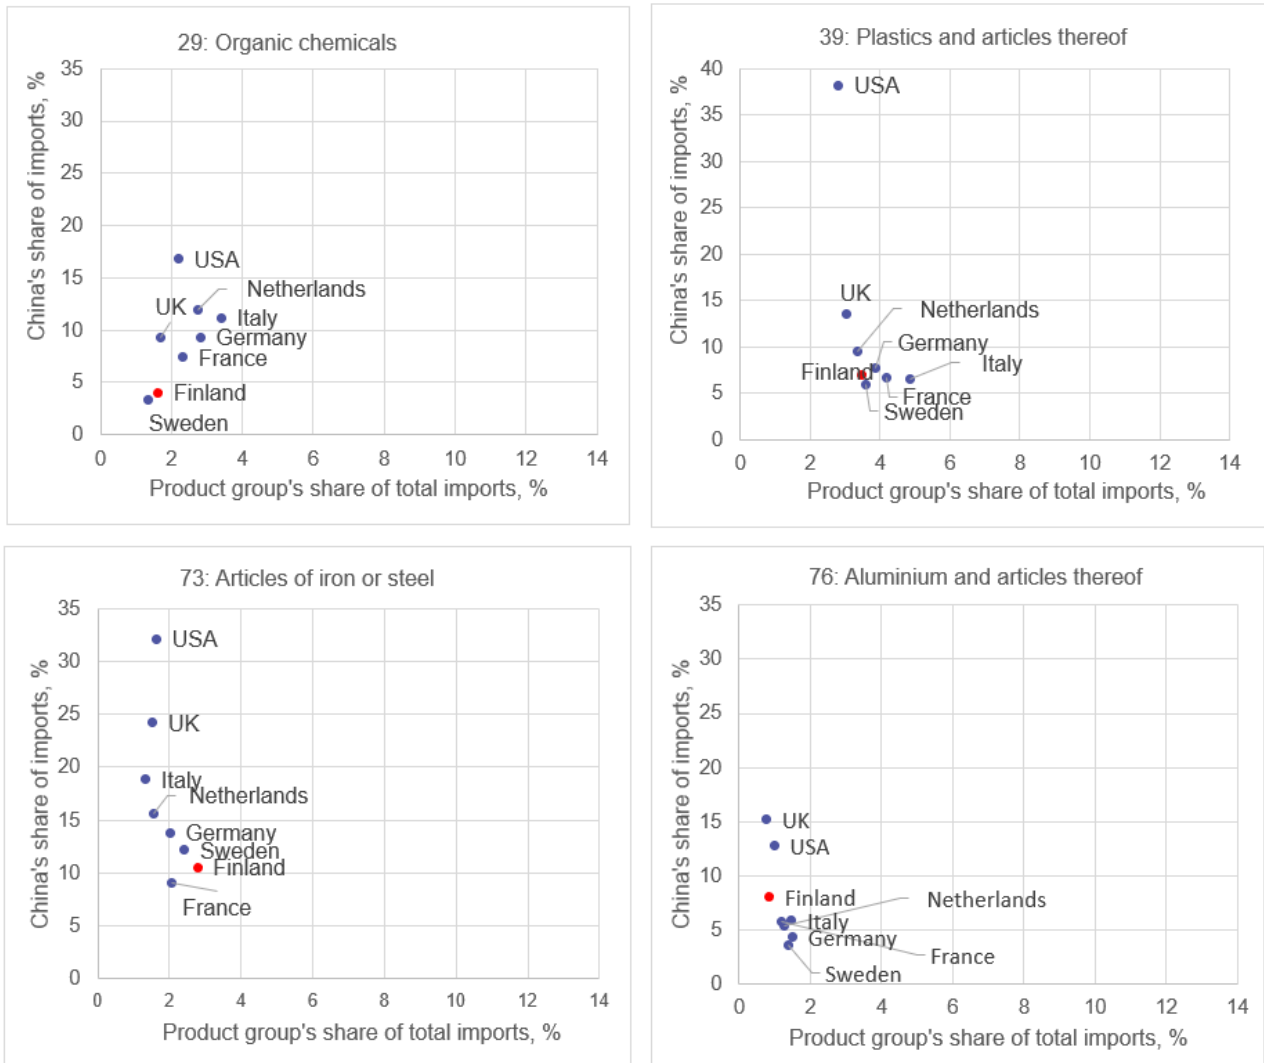 29: Organic chemicals
China's share of imports, %
35
30
25
20
15
10
5
0
USA
Netherlands
UK
Italy
Germany
France
Finland
Sweden
0 2 4 6 8 10 12 14
Product group's share of total imports, %
39: Plastics and articles thereof
China's share of imports, %
40
35
30
25
20
15
10
5
0
USA
UK
Netherlands
Germany
Italy
Finland
France
Sweden
0 2 4 6 8 10 12 14
Product group's share of total imports, %
73: Articles of iron or steel
China's share of imports, %
35
30
25
20
15
10
5
0
USA
UK
Italy
Netherlands
Germany
Sweden
Finland
France
0 2 4 6 8 10 12 14
Product group's share of total imports, %
76: Aluminium and articles thereof
China's share of imports, %
35
30
25
20
15
10
5
0
UK
USA
Finland
Netherlands
Italy
Germany
France
Sweden
0 2 4 6 8 10 12 14
Product group's share of total imports, %